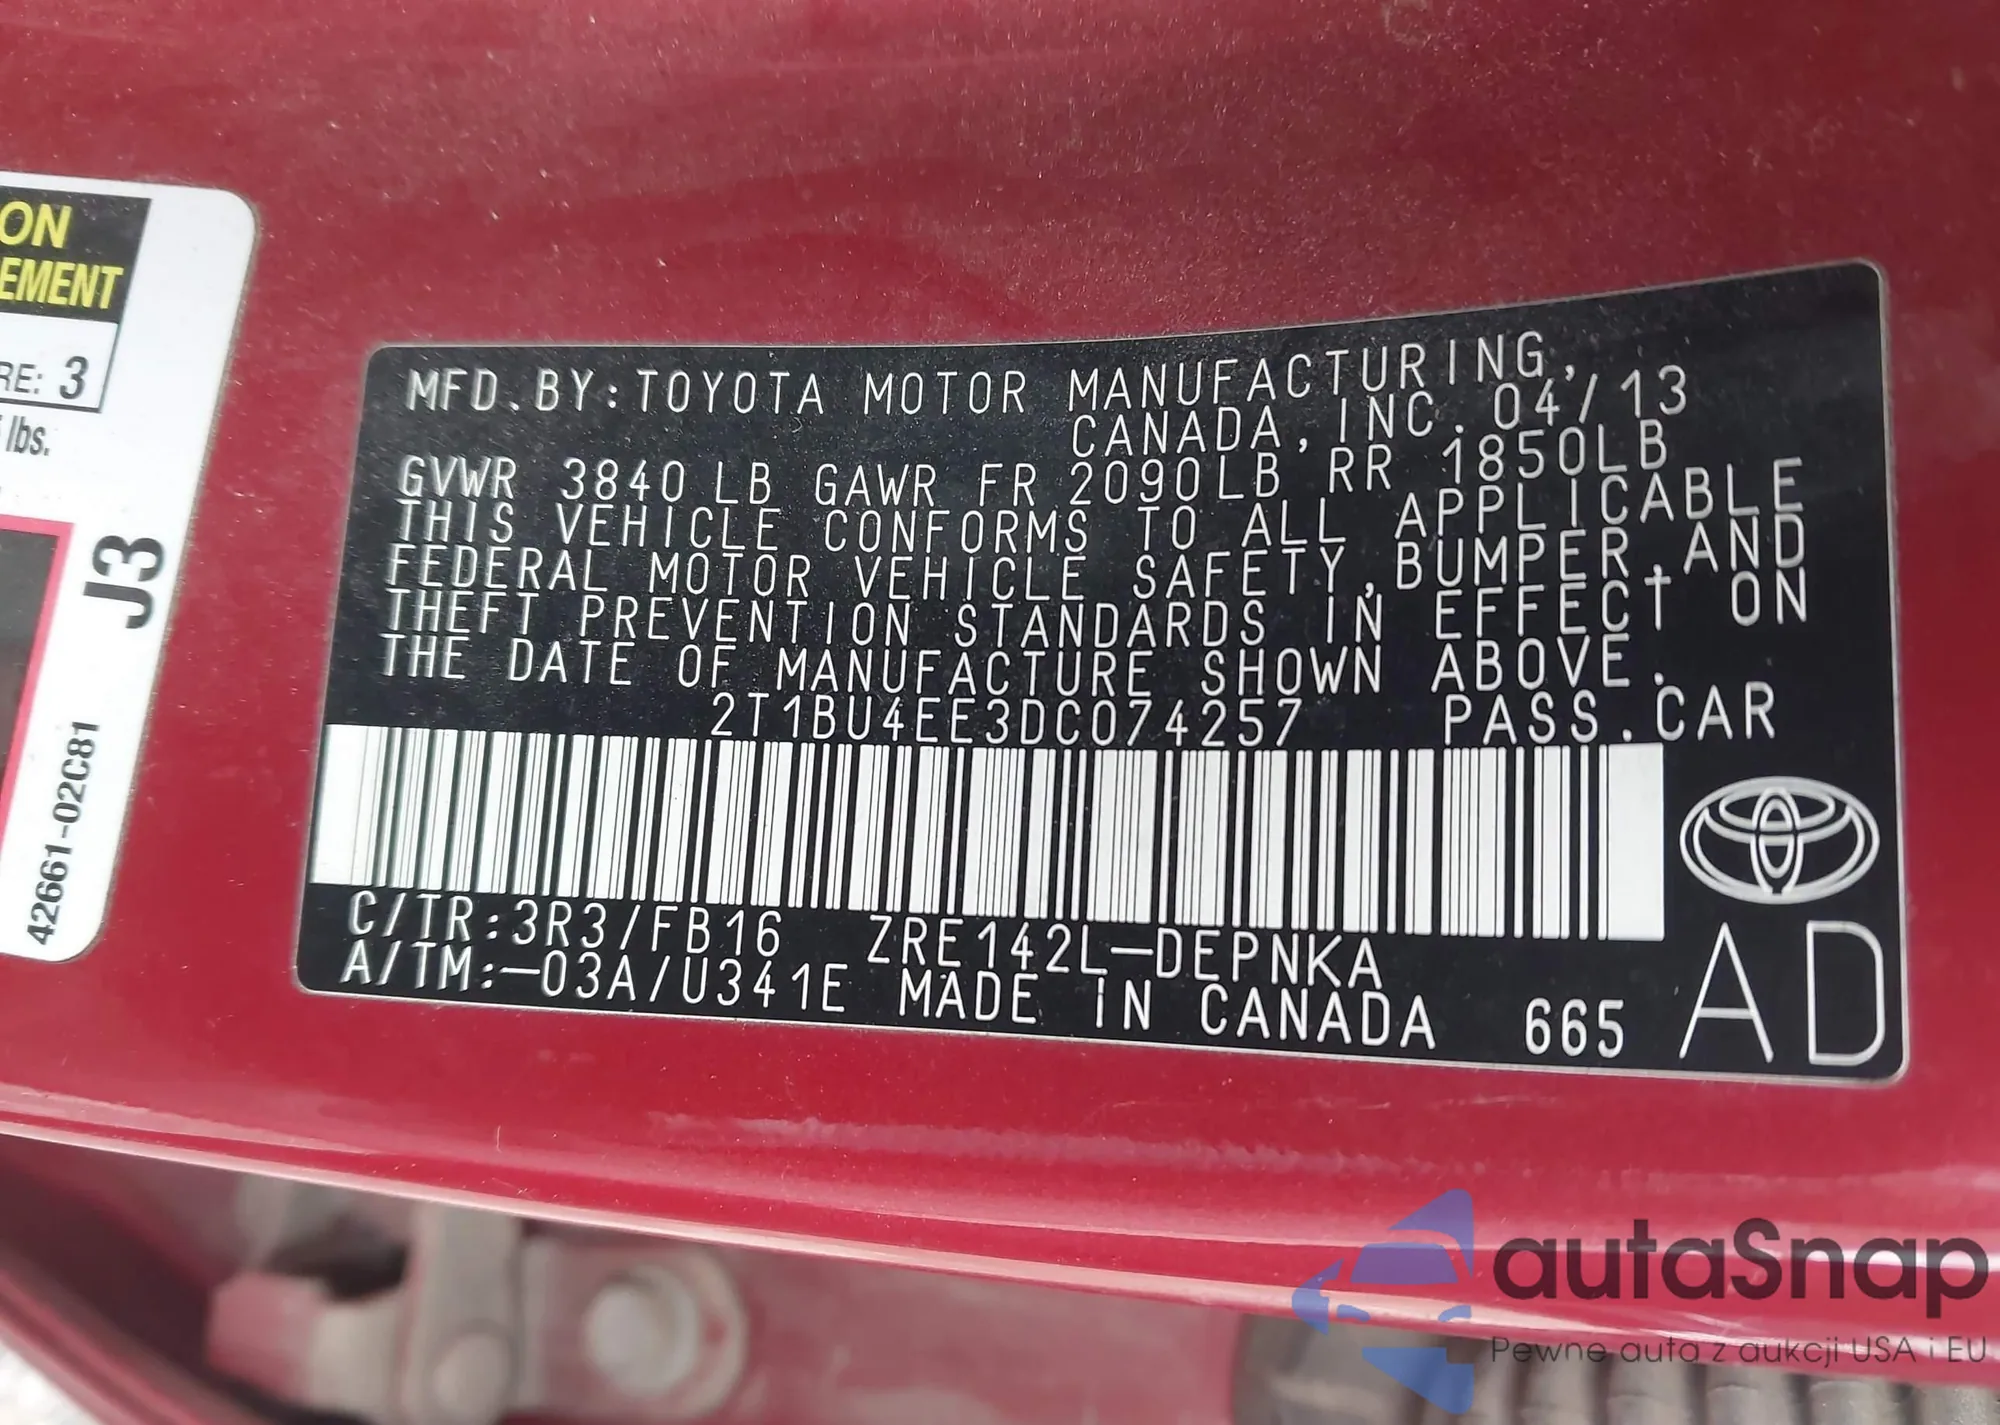 ON
EMENT
RE: 3
lbs.
J3
42661-02C81
MFD.BY:TOYOTA MOTOR MANUFACTURING,
CANADA,INC. 04/13
GVWR 3840LB GAWR FR 2090LB RR 1850LB
THIS VEHICLE CONFORMS TO ALL APPLICABLE
FEDERAL MOTOR VEHICLE SAFETY,BUMPER,AND
THEFT PREVENTION STANDARDS IN EFFECT ON
THE DATE OF MANUFACTURE SHOWN ABOVE.
2T1BU4EE3DC074257 PASS.CAR
C/TR:3R3/FB16 ZRE142L-DEPNKA
A/TM:-03A/U341E MADE IN CANADA 665
AD
autaSnap
Pewne auta z aukcji USA i EU